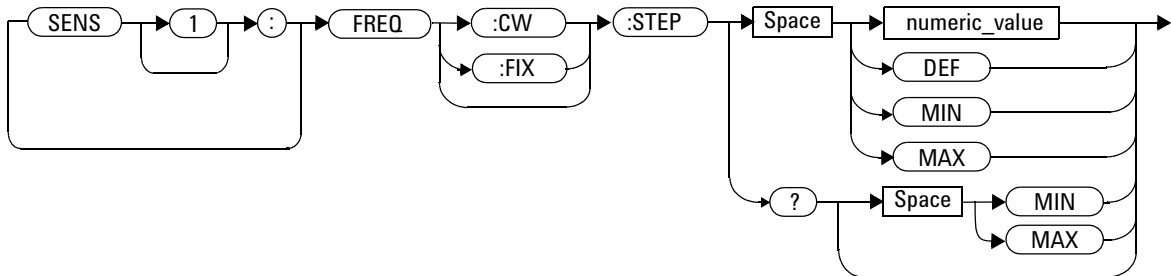 SENS 1 : FREQ :CW :STEP Space numeric_value
:FIX DEF
MIN
MAX
? Space MIN
MAX